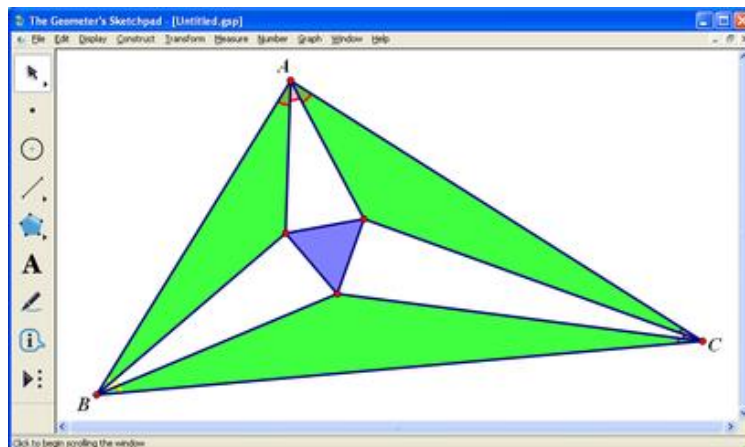 The Geometer's Sketchpad - [Untitled.gsp]
File Edit Display Construct Transform Measure Number Graph Window Help
A
A
B
C
Click to begin scrolling the window